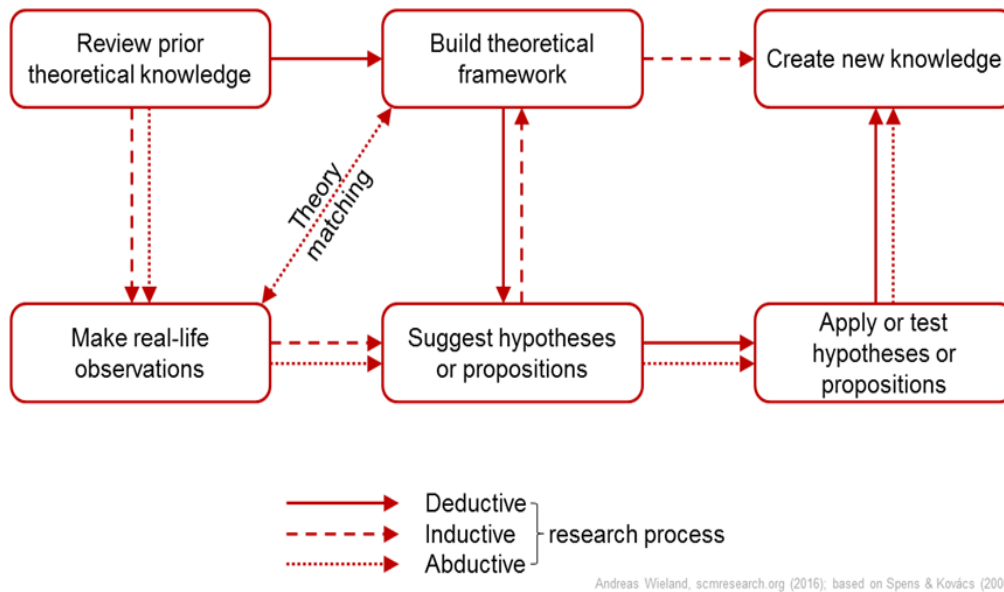 Review prior
theoretical knowledge
Build theoretical
framework
Create new knowledge
Theory
matching
Make real-life
observations
Suggest hypotheses
or propositions
Apply or test
hypotheses or
propositions
Deductive
Inductive
Abductive
research process
Andreas Wieland, scmresearch.org (2016); based on Spens & Kovács (200